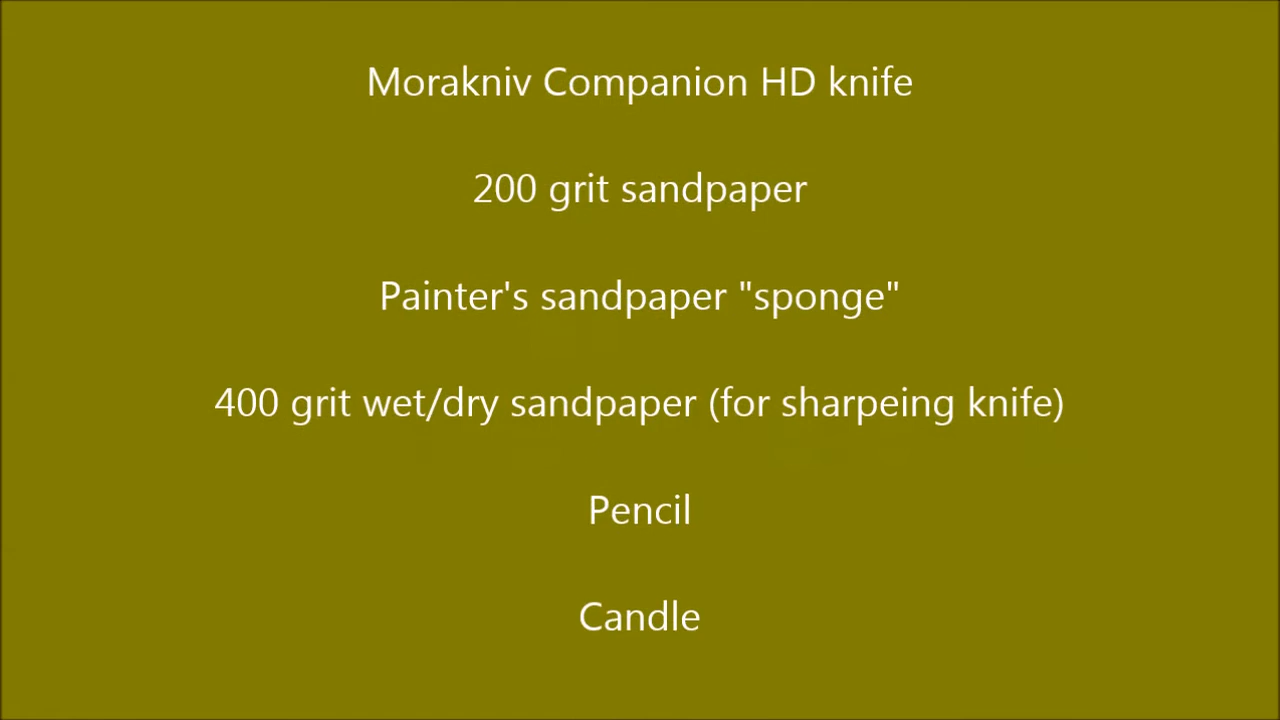 Morakniv Companion HD knife
200 grit sandpaper
Painter's sandpaper "sponge"
400 grit wet/dry sandpaper (for sharpeing knife)
Pencil
Candle